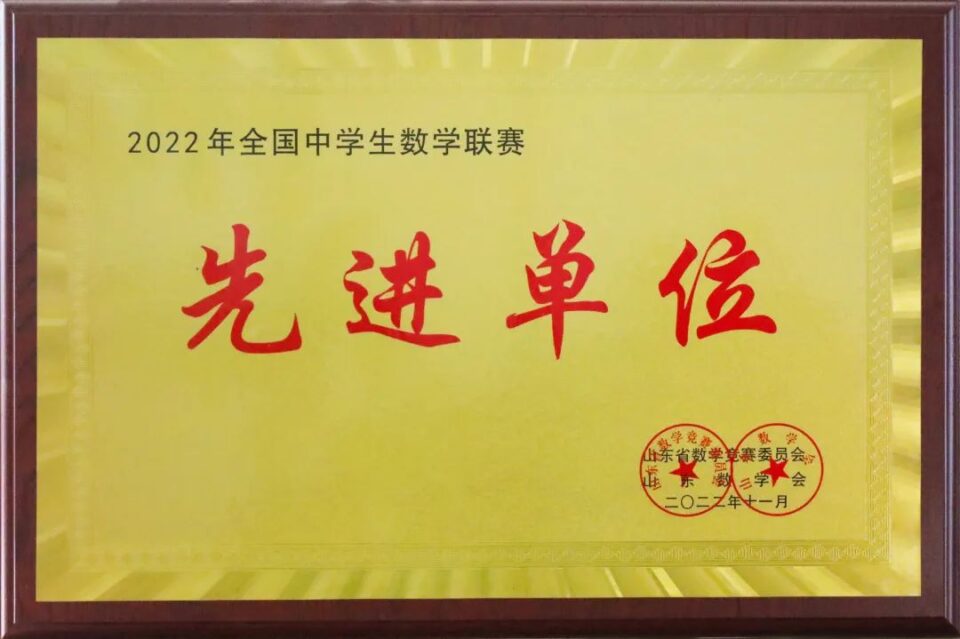 2022年全国中学生数学联赛
先进单位
山东省数学竞赛委员会
山东数学会
二〇二二年十一月